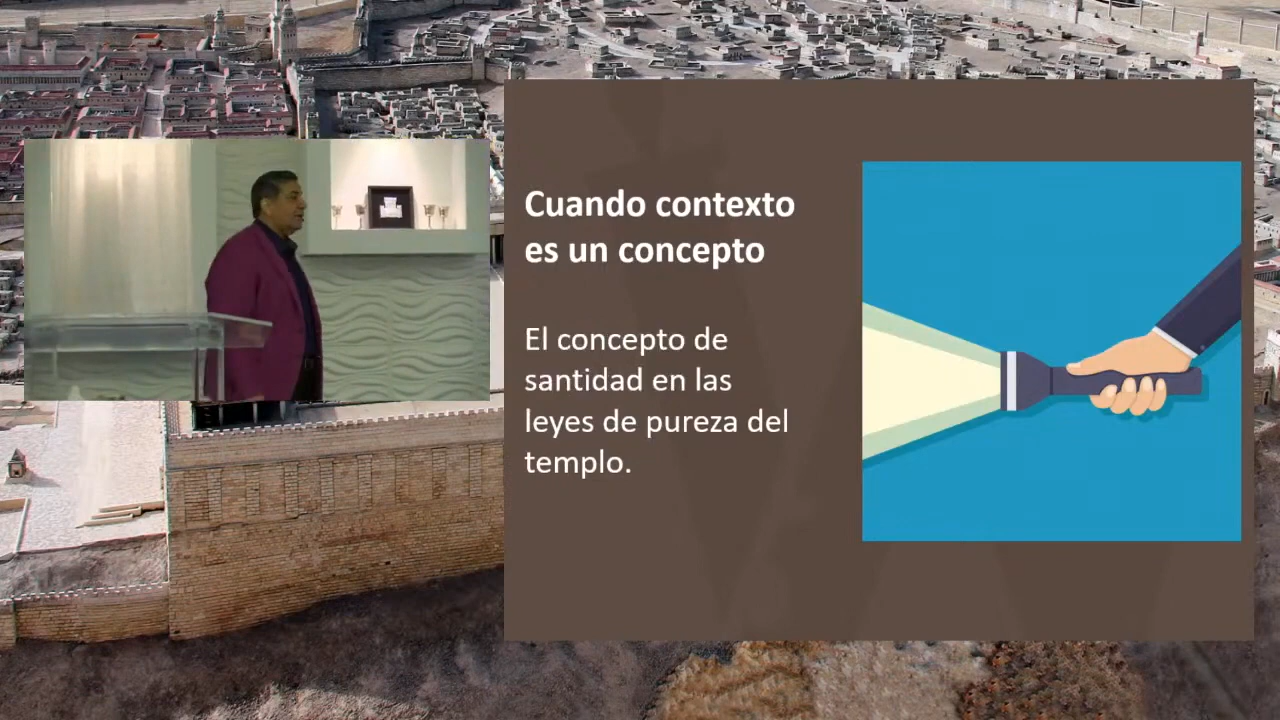 Cuando contexto
es un concepto
El concepto de
santidad en las
leyes de pureza del
templo.